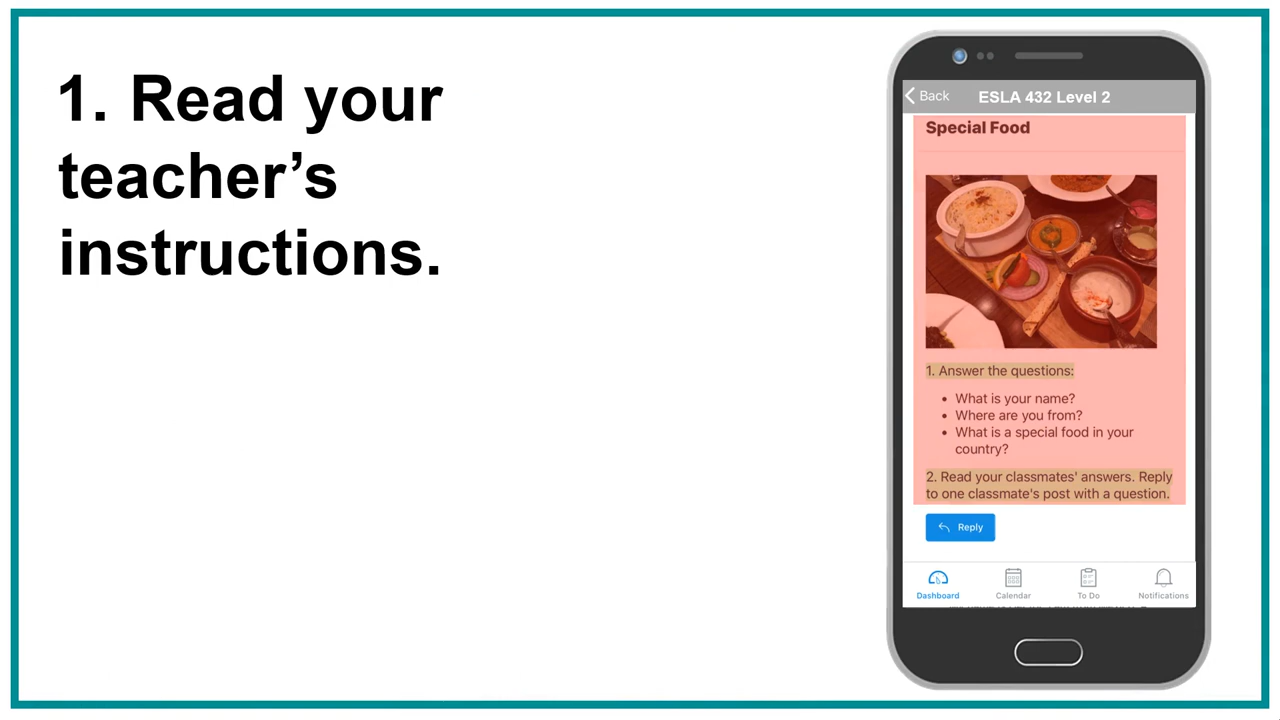 1. Read your
teacher’s
instructions.
Back
ESLA 432 Level 2
Special Food
1. Answer the questions:
• What is your name?
• Where are you from?
• What is a special food in your
country?
2. Read your classmates' answers. Reply
to one classmate's post with a question.
Reply
Dashboard
Calendar
To Do
Notifications